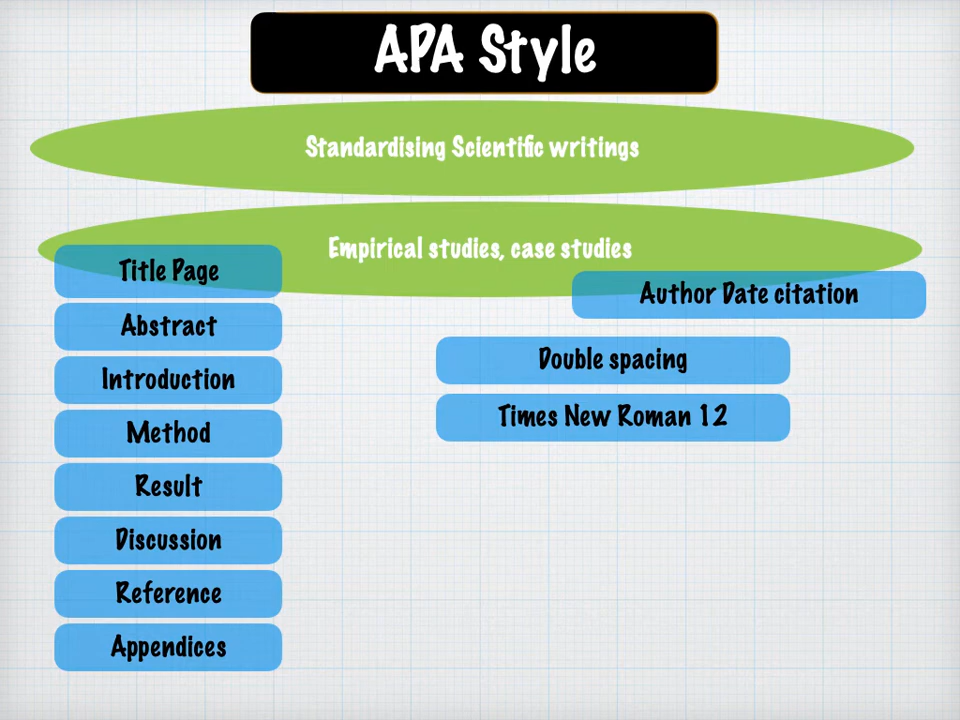 APA Style
Standardising Scientific writings
Empirical studies, case studies
Title Page
Abstract
Introduction
Method
Result
Discussion
Reference
Appendices
Author Date citation
Double spacing
Times New Roman 12